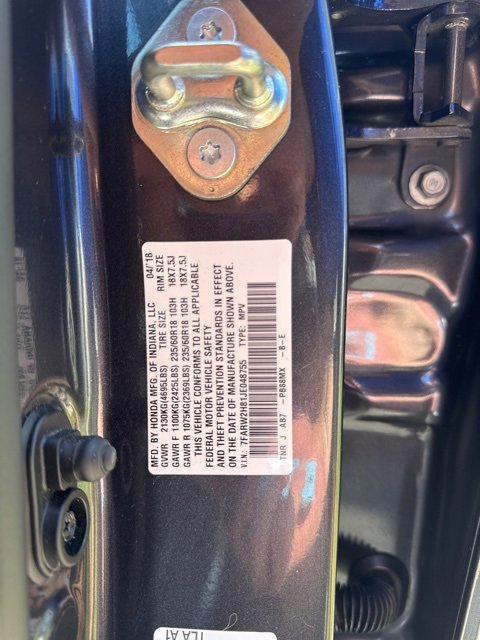 MFD. BY HONDA MFG. OF INDIANA, LLC 04/'18
GVWR 2130KG(4695LBS) TIRE SIZE RIM SIZE
GAWR F 1100KG(2425LBS) 235/60R18 103H 18X7.5J
GAWR R 1075KG(2369LBS) 235/60R18 103H 18X7.5J
THIS VEHICLE CONFORMS TO ALL APPLICABLE
FEDERAL MOTOR VEHICLE SAFETY
AND THEFT PREVENTION STANDARDS IN EFFECT
ON THE DATE OF MANUFACTURE SHOWN ABOVE.
V.I.N.: 7FARW2H81JE048755 TYPE: MPV
TNR J AB7 -PB88MX -B-E
TLA A1